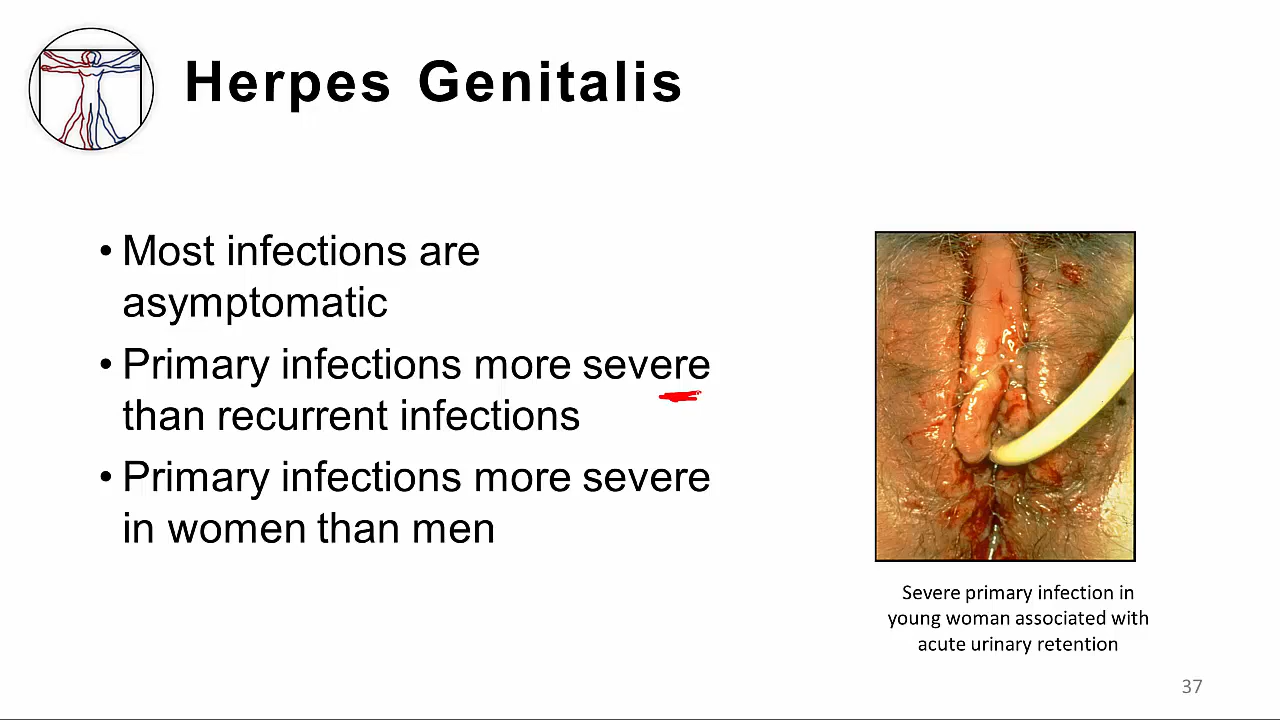 Herpes Genitalis
• Most infections are
asymptomatic
• Primary infections more severe
than recurrent infections
• Primary infections more severe
in women than men
Severe primary infection in
young woman associated with
acute urinary retention
37